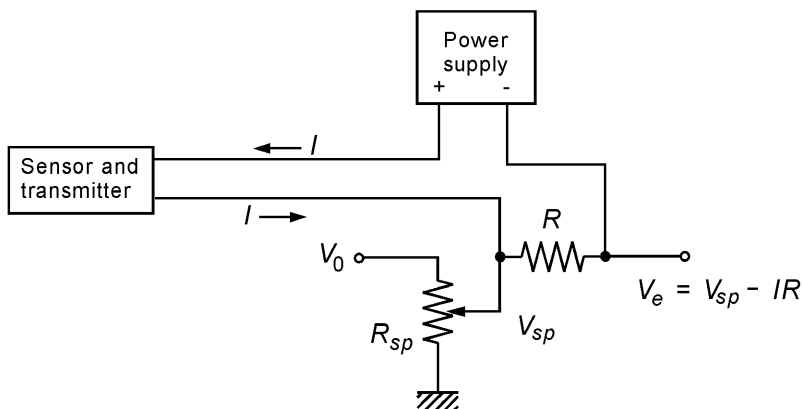 Power
supply
+ -
I
Sensor and
transmitter
I
R
V₀
Vₑ = Vsp - IR
Vsp
Rsp